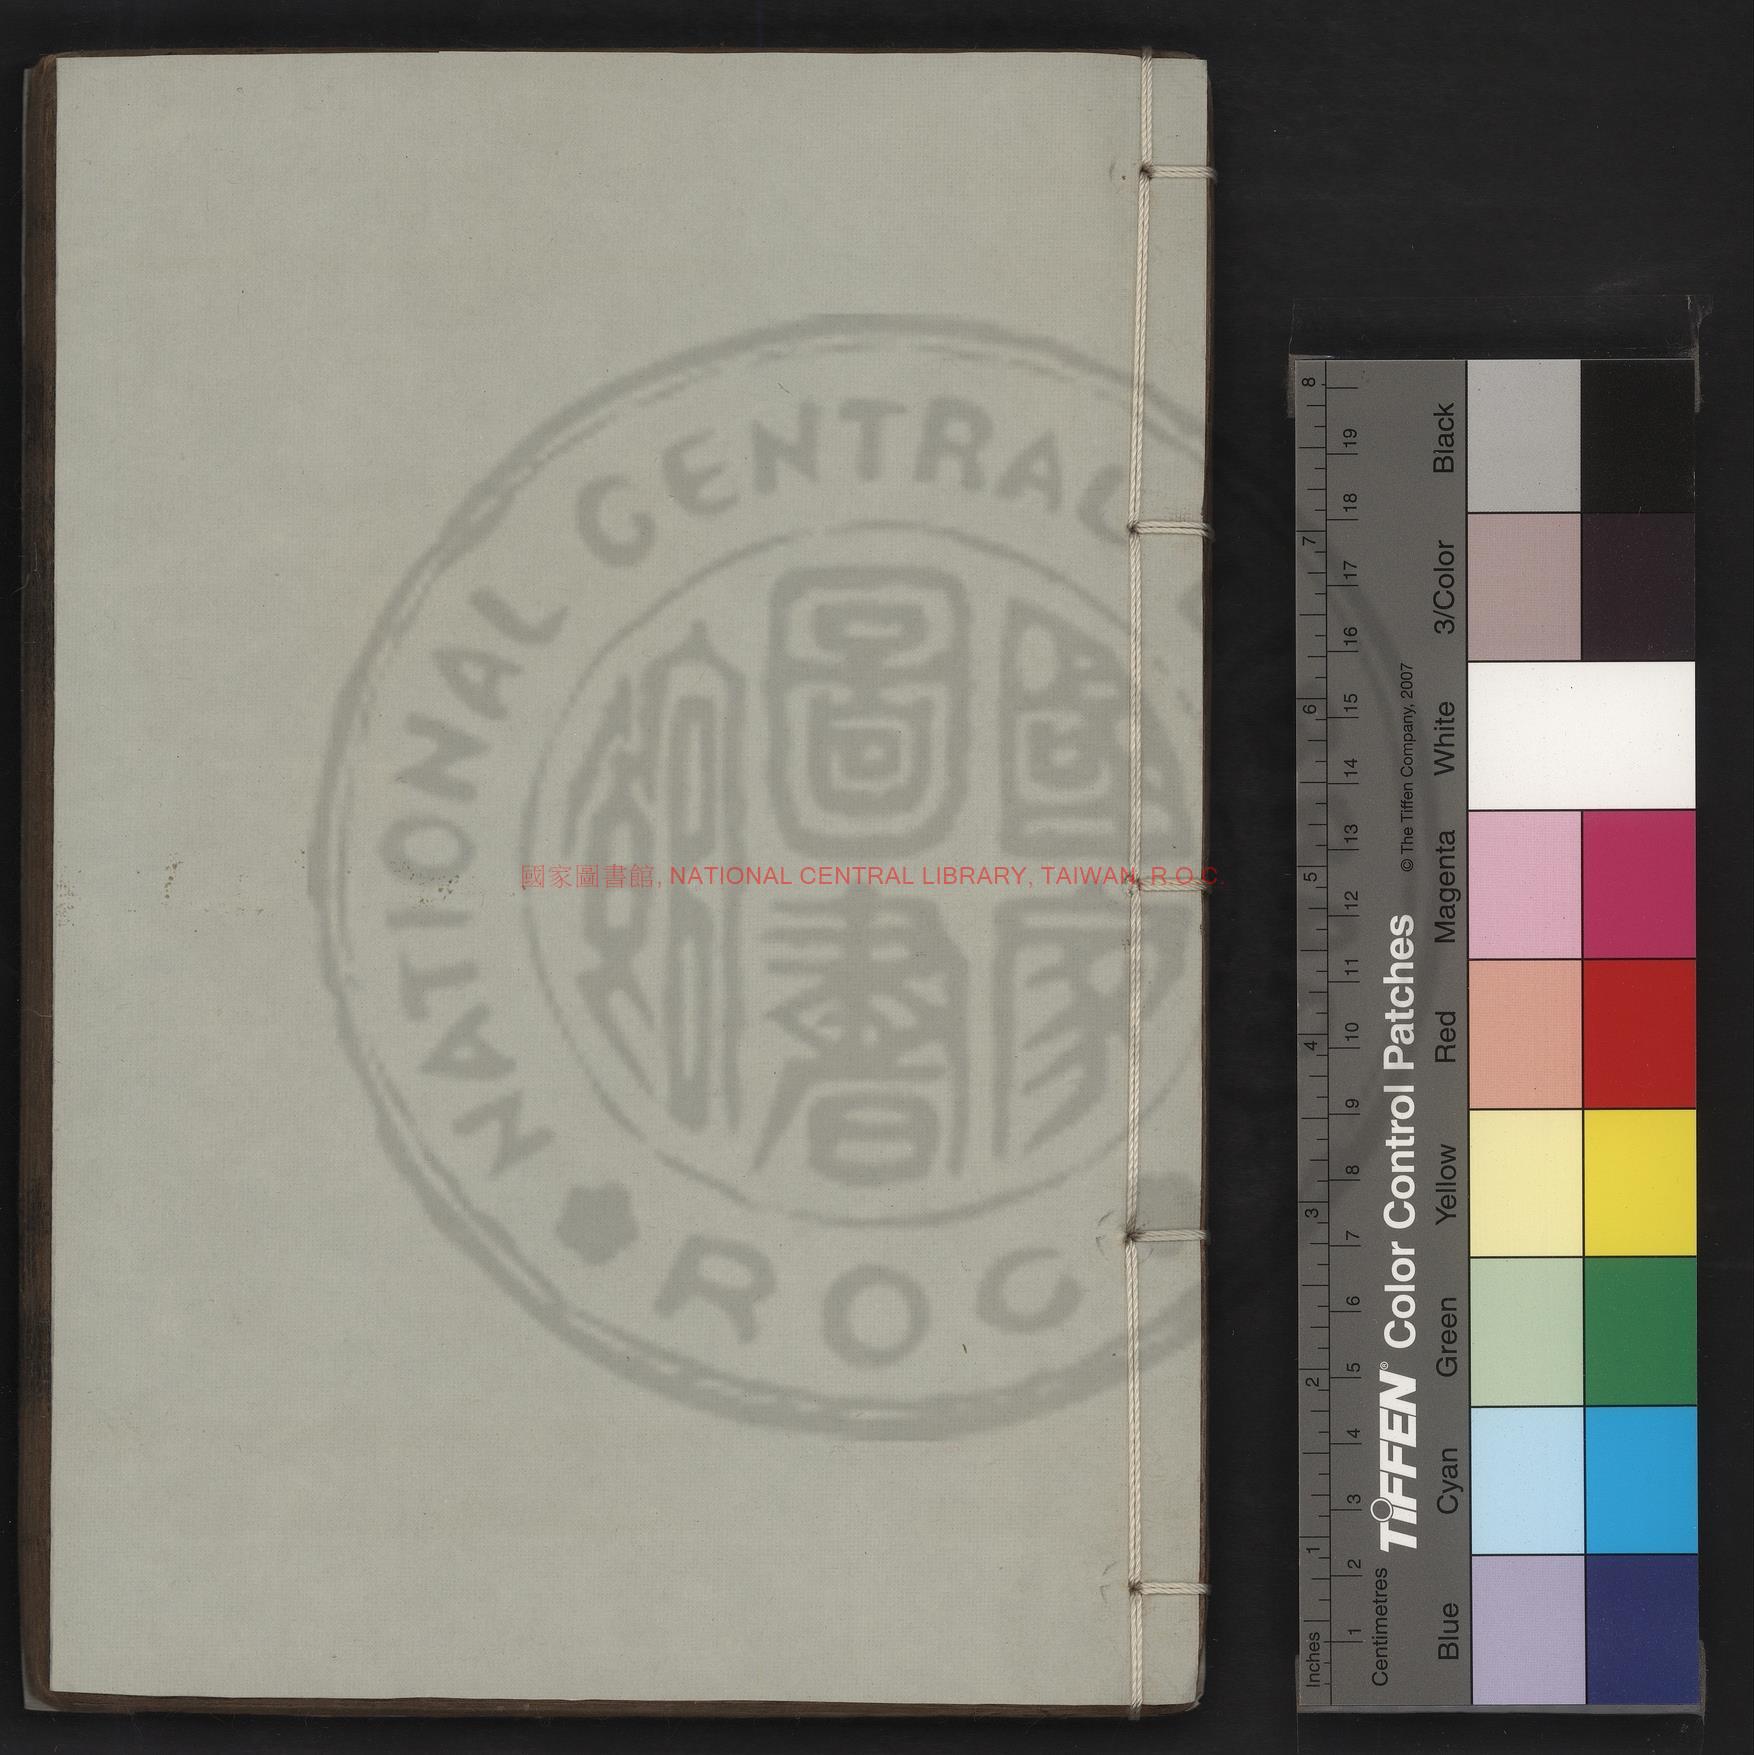 NATIONAL CENTRAL L
國家圖書館
ROC
國家圖書館, NATIONAL CENTRAL LIBRARY, TAIWAN, R.O.C.
Inches 1 2 3 4 5 6 7 8
Centimetres 1 2 3 4 5 6 7 8 9 10 11 12 13 14 15 16 17 18 19
TIFFEN® Color Control Patches © The Tiffen Company, 2007
Blue Cyan Green Yellow Red Magenta White 3/Color Black